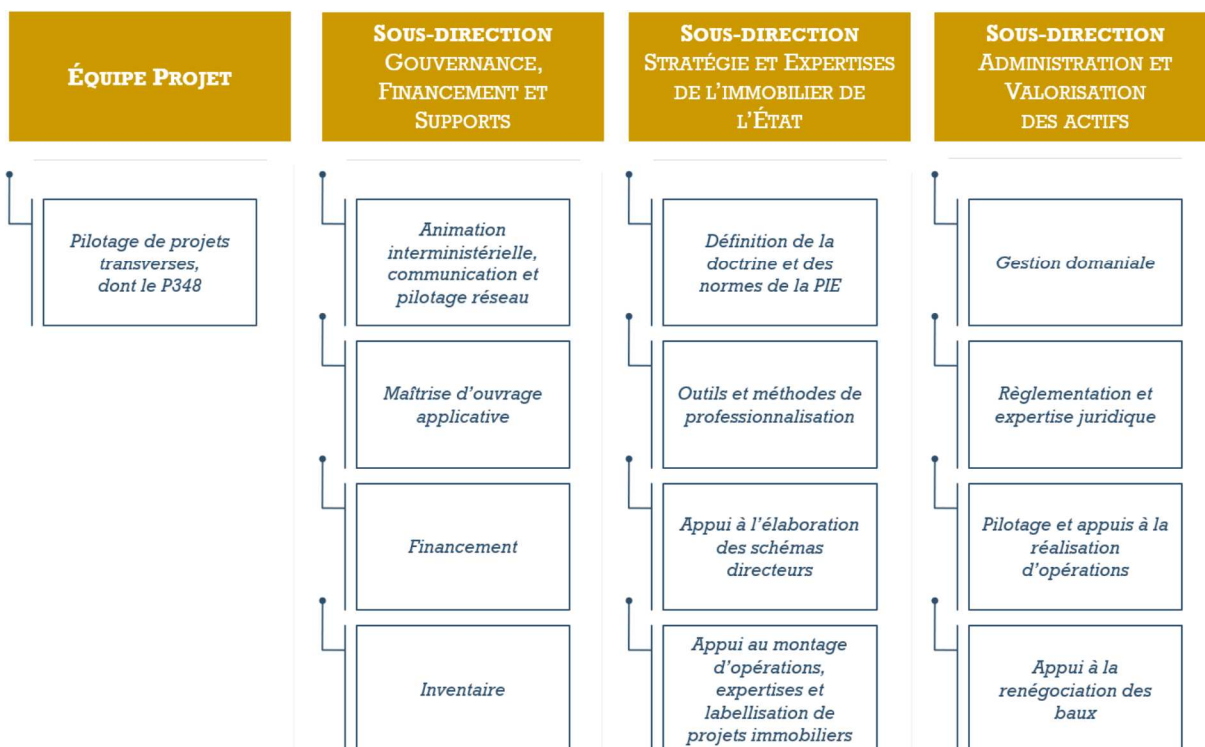 ÉQUIPE PROJET
Pilotage de projets
transverses,
dont le P348
SOUS-DIRECTION
GOUVERNANCE,
FINANCEMENT ET
SUPPORTS
Animation
interministérielle,
communication et
pilotage réseau
Maîtrise d'ouvrage
applicative
Financement
Inventaire
SOUS-DIRECTION
STRATÉGIE ET EXPERTISES
DE L'IMMOBILIER DE
L'ÉTAT
Définition de la
doctrine et des
normes de la PIE
Outils et méthodes de
professionnalisation
Appui à l'élaboration
des schémas
directeurs
Appui au montage
d'opérations,
expertises et
labellisation de
projets immobiliers
SOUS-DIRECTION
ADMINISTRATION ET
VALORISATION
DES ACTIFS
Gestion domaniale
Règlementation et
expertise juridique
Pilotage et appuis à la
réalisation
d'opérations
Appui à la
renégociation des
baux